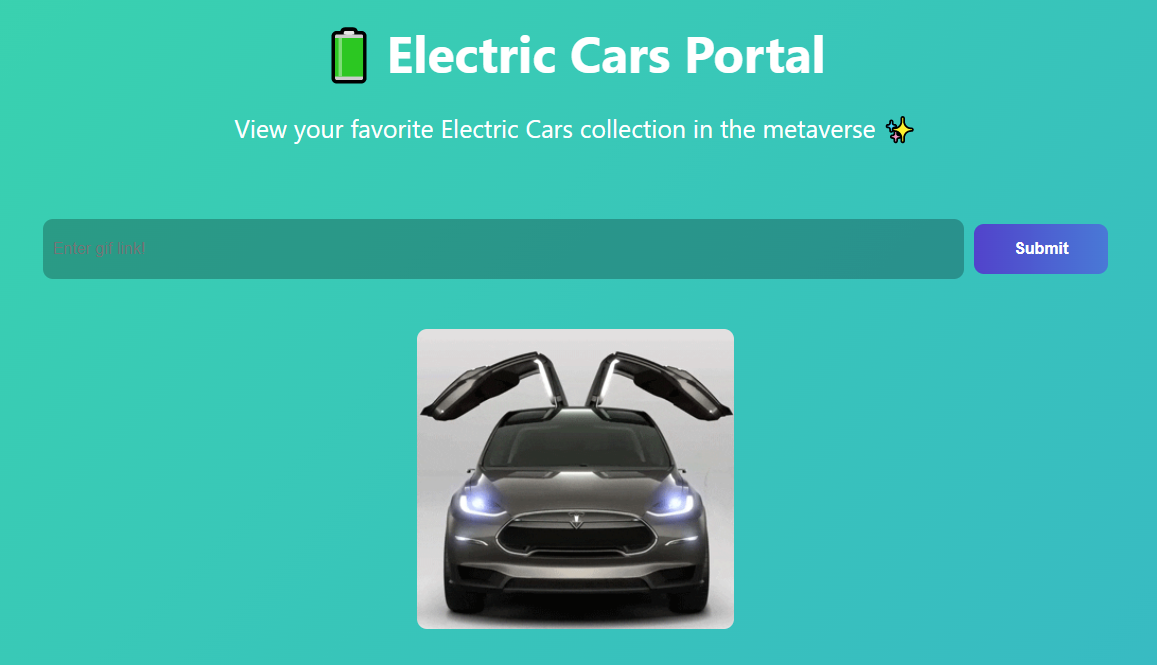 Electric Cars Portal
View your favorite Electric Cars collection in the metaverse ✨
Enter gif link!
Submit